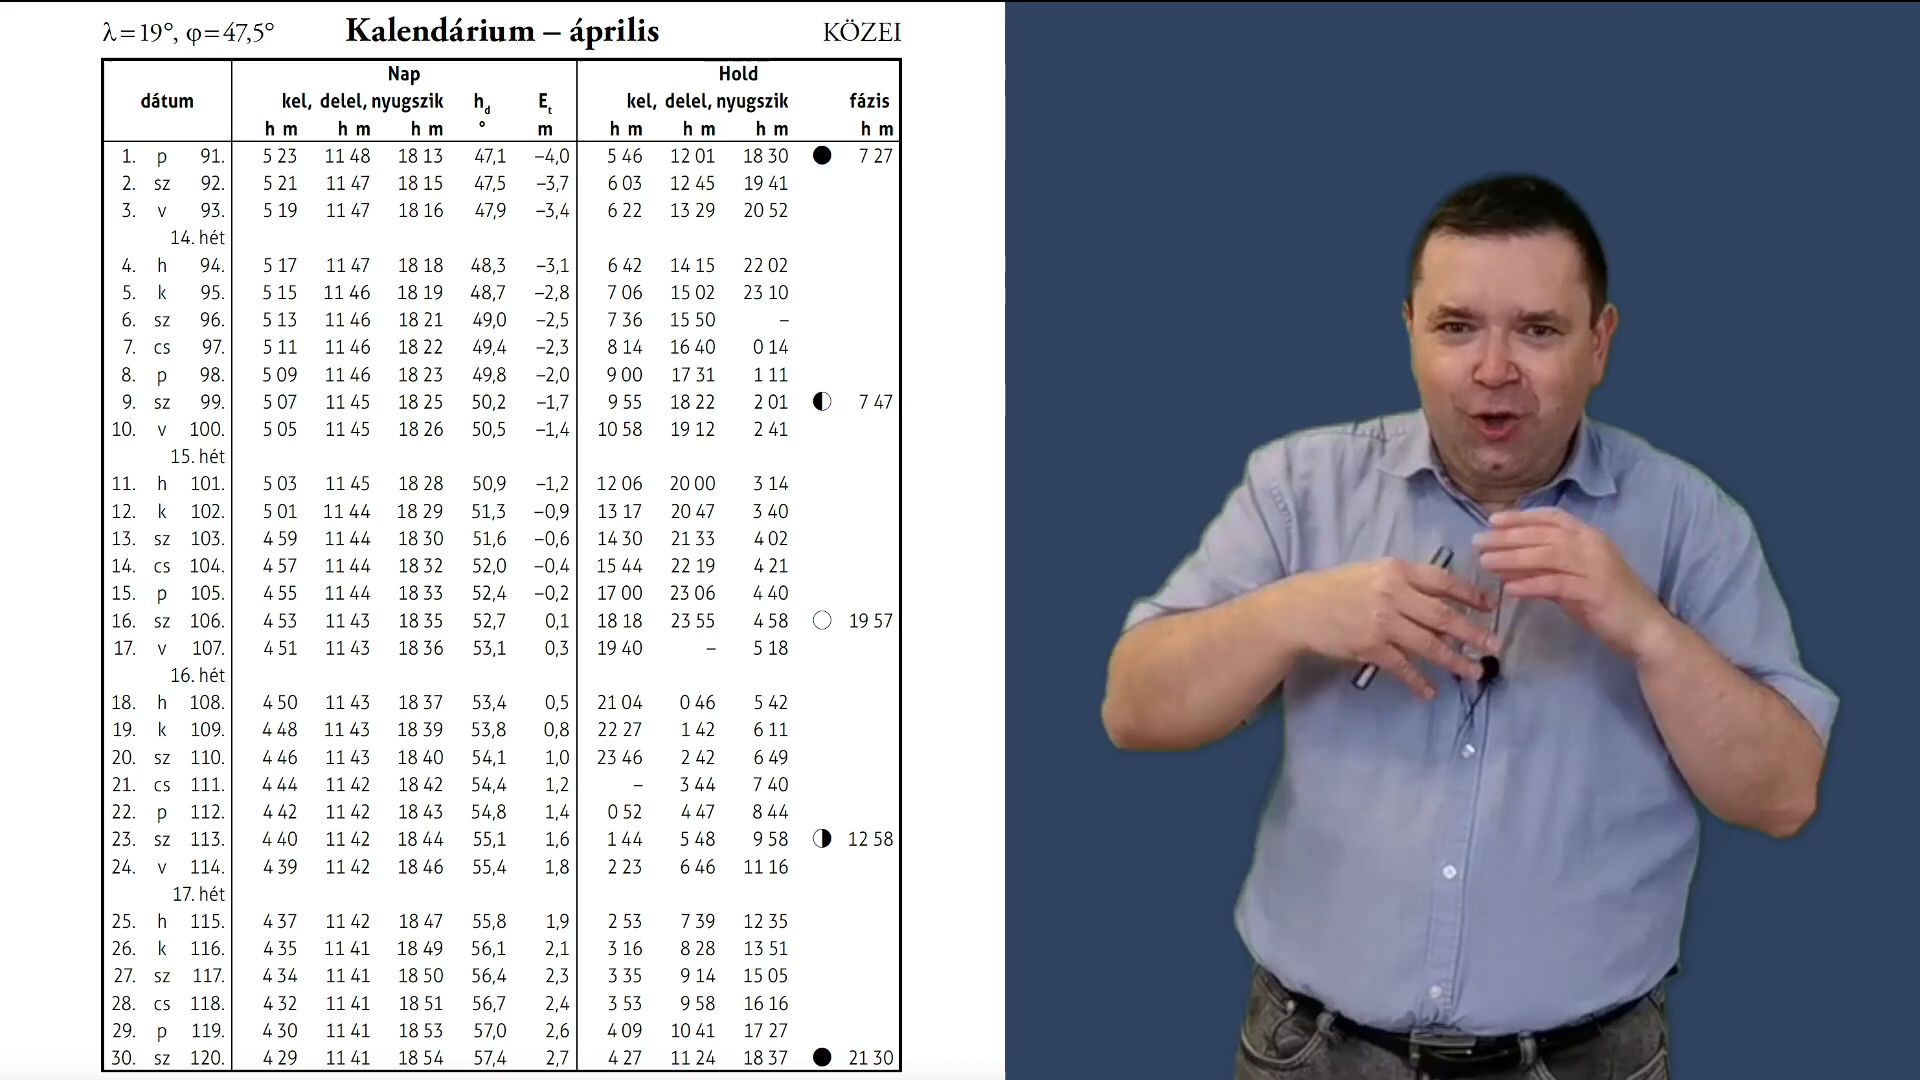 λ=19°, φ=47,5° Kalendárium – április KÖZEI
Nap Hold
dátum kel, delel, nyugszik h_d E_t kel, delel, nyugszik fázis
h m h m h m ° m h m h m h m h m
1. p 91. 5 23 11 48 18 13 47,1 –4,0 5 46 12 01 18 30 7 27
2. sz 92. 5 21 11 47 18 15 47,5 –3,7 6 03 12 45 19 41
3. v 93. 5 19 11 47 18 16 47,9 –3,4 6 22 13 29 20 52
14. hét
4. h 94. 5 17 11 47 18 18 48,3 –3,1 6 42 14 15 22 02
5. k 95. 5 15 11 46 18 19 48,7 –2,8 7 06 15 02 23 10
6. sz 96. 5 13 11 46 18 21 49,0 –2,5 7 36 15 50 –
7. cs 97. 5 11 11 46 18 22 49,4 –2,3 8 14 16 40 0 14
8. p 98. 5 09 11 46 18 23 49,8 –2,0 9 00 17 31 1 11
9. sz 99. 5 07 11 45 18 25 50,2 –1,7 9 55 18 22 2 01 7 47
10. v 100. 5 05 11 45 18 26 50,5 –1,4 10 58 19 12 2 41
15. hét
11. h 101. 5 03 11 45 18 28 50,9 –1,2 12 06 20 00 3 14
12. k 102. 5 01 11 44 18 29 51,3 –0,9 13 17 20 47 3 40
13. sz 103. 4 59 11 44 18 30 51,6 –0,6 14 30 21 33 4 02
14. cs 104. 4 57 11 44 18 32 52,0 –0,4 15 44 22 19 4 21
15. p 105. 4 55 11 44 18 33 52,4 –0,2 17 00 23 06 4 40
16. sz 106. 4 53 11 43 18 35 52,7 0,1 18 18 23 55 4 58 19 57
17. v 107. 4 51 11 43 18 36 53,1 0,3 19 40 – 5 18
16. hét
18. h 108. 4 50 11 43 18 37 53,4 0,5 21 04 0 46 5 42
19. k 109. 4 48 11 43 18 39 53,8 0,8 22 27 1 42 6 11
20. sz 110. 4 46 11 43 18 40 54,1 1,0 23 46 2 42 6 49
21. cs 111. 4 44 11 42 18 42 54,4 1,2 – 3 44 7 40
22. p 112. 4 42 11 42 18 43 54,8 1,4 0 52 4 47 8 44
23. sz 113. 4 40 11 42 18 44 55,1 1,6 1 44 5 48 9 58 12 58
24. v 114. 4 39 11 42 18 46 55,4 1,8 2 23 6 46 11 16
17. hét
25. h 115. 4 37 11 42 18 47 55,8 1,9 2 53 7 39 12 35
26. k 116. 4 35 11 41 18 49 56,1 2,1 3 16 8 28 13 51
27. sz 117. 4 34 11 41 18 50 56,4 2,3 3 35 9 14 15 05
28. cs 118. 4 32 11 41 18 51 56,7 2,4 3 53 9 58 16 16
29. p 119. 4 30 11 41 18 53 57,0 2,6 4 09 10 41 17 27
30. sz 120. 4 29 11 41 18 54 57,4 2,7 4 27 11 24 18 37 21 30